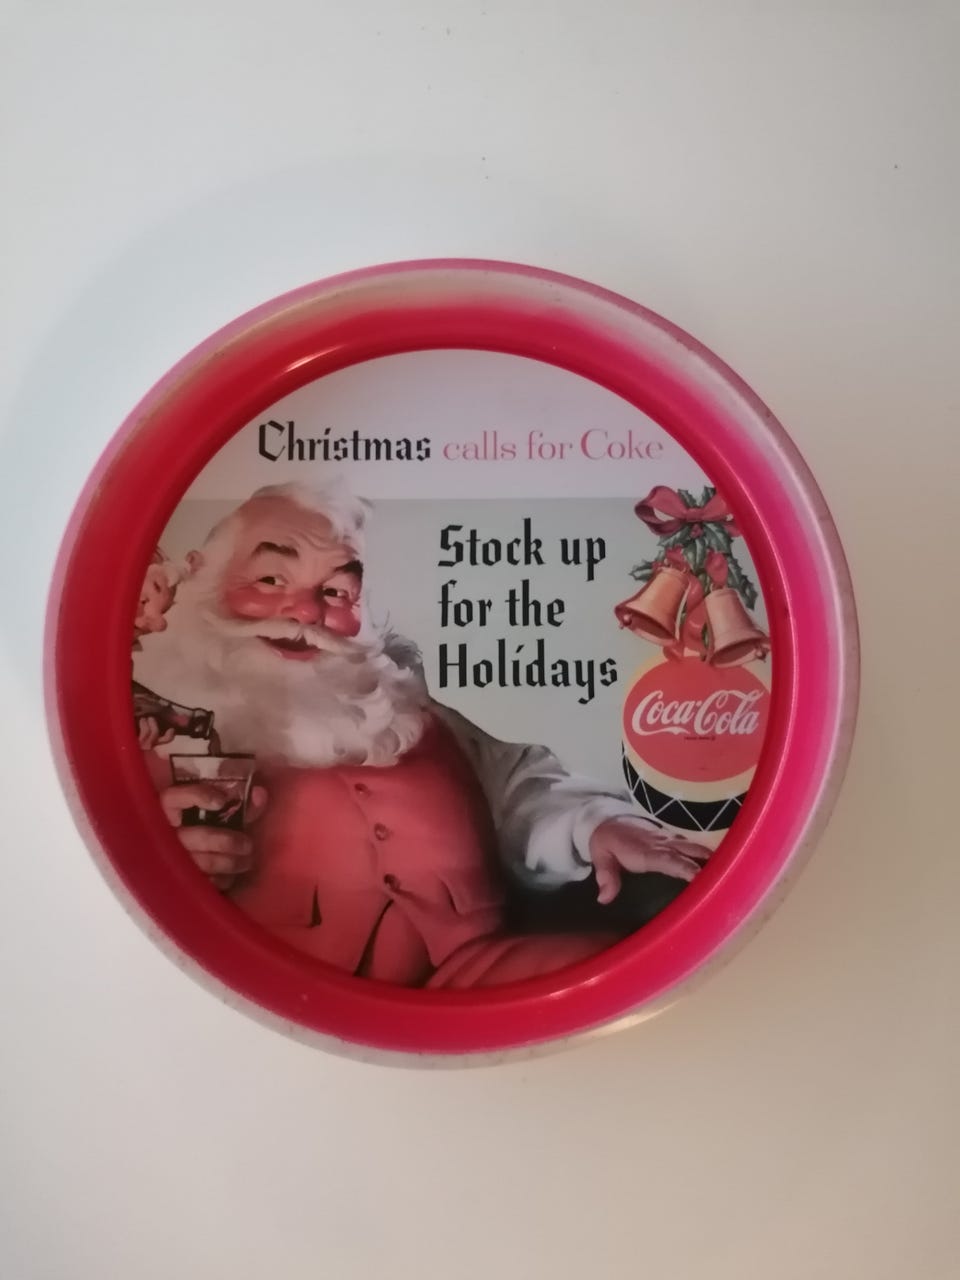 Christmas calls for Coke
Stock up
for the
Holidays
Coca-Cola